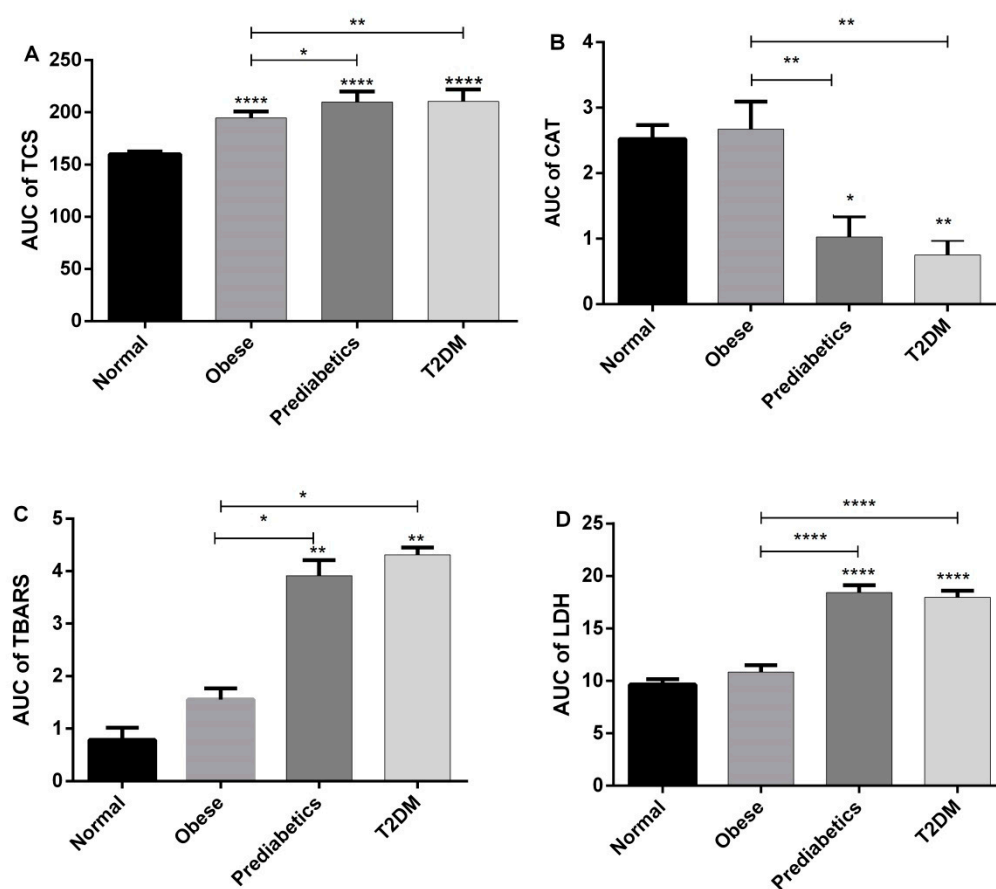 A
**
*
****
****
****
AUC of TCS
250
200
150
100
50
0
Normal
Obese
Prediabetics
T2DM
B
**
**
*
**
AUC of CAT
4
3
2
1
0
Normal
Obese
Prediabetics
T2DM
C
*
*
**
**
AUC of TBARS
5
4
3
2
1
0
Normal
Obese
Prediabetics
T2DM
D
****
****
****
****
AUC of LDH
25
20
15
10
5
0
Normal
Obese
Prediabetics
T2DM